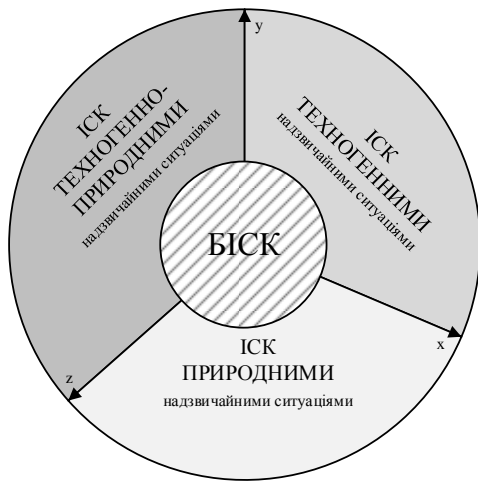 y
ІСК
ТЕХНОГЕННО-
ПРИРОДНИМИ
надзвичайними ситуаціями
ІСК
ТЕХНОГЕННИМИ
надзвичайними ситуаціями
БІСК
x
z
ІСК
ПРИРОДНИМИ
надзвичайними ситуаціями